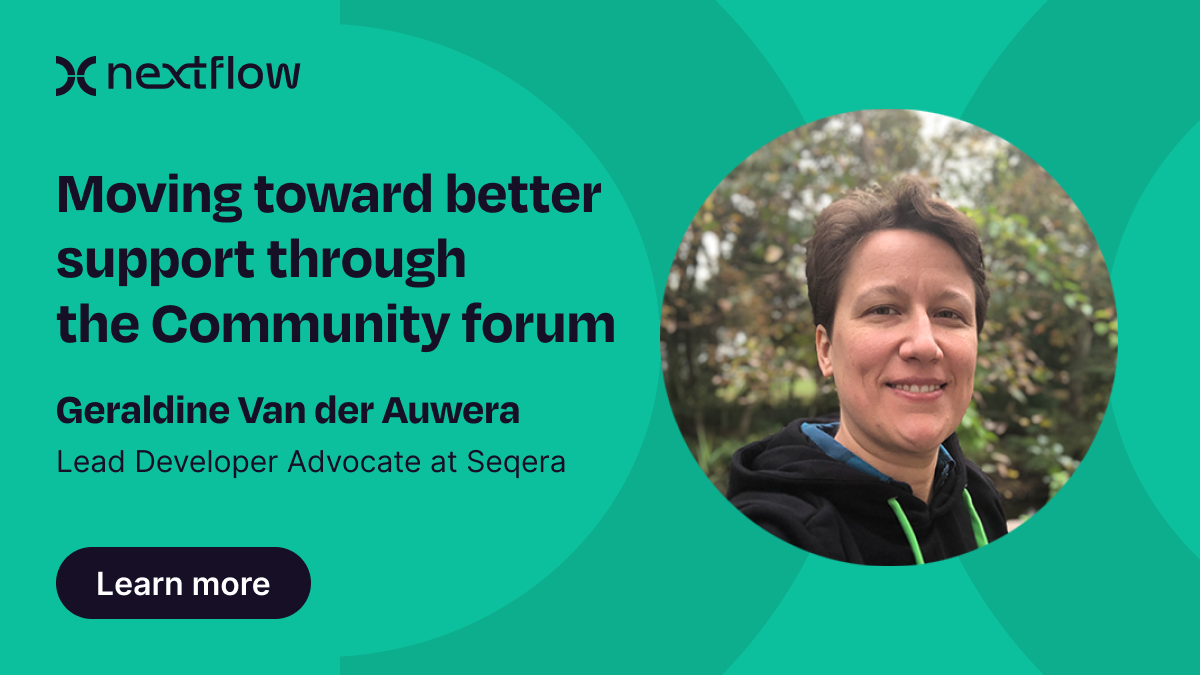 nextflow
Moving toward better
support through
the Community forum
Geraldine Van der Auwera
Lead Developer Advocate at Seqera
Learn more